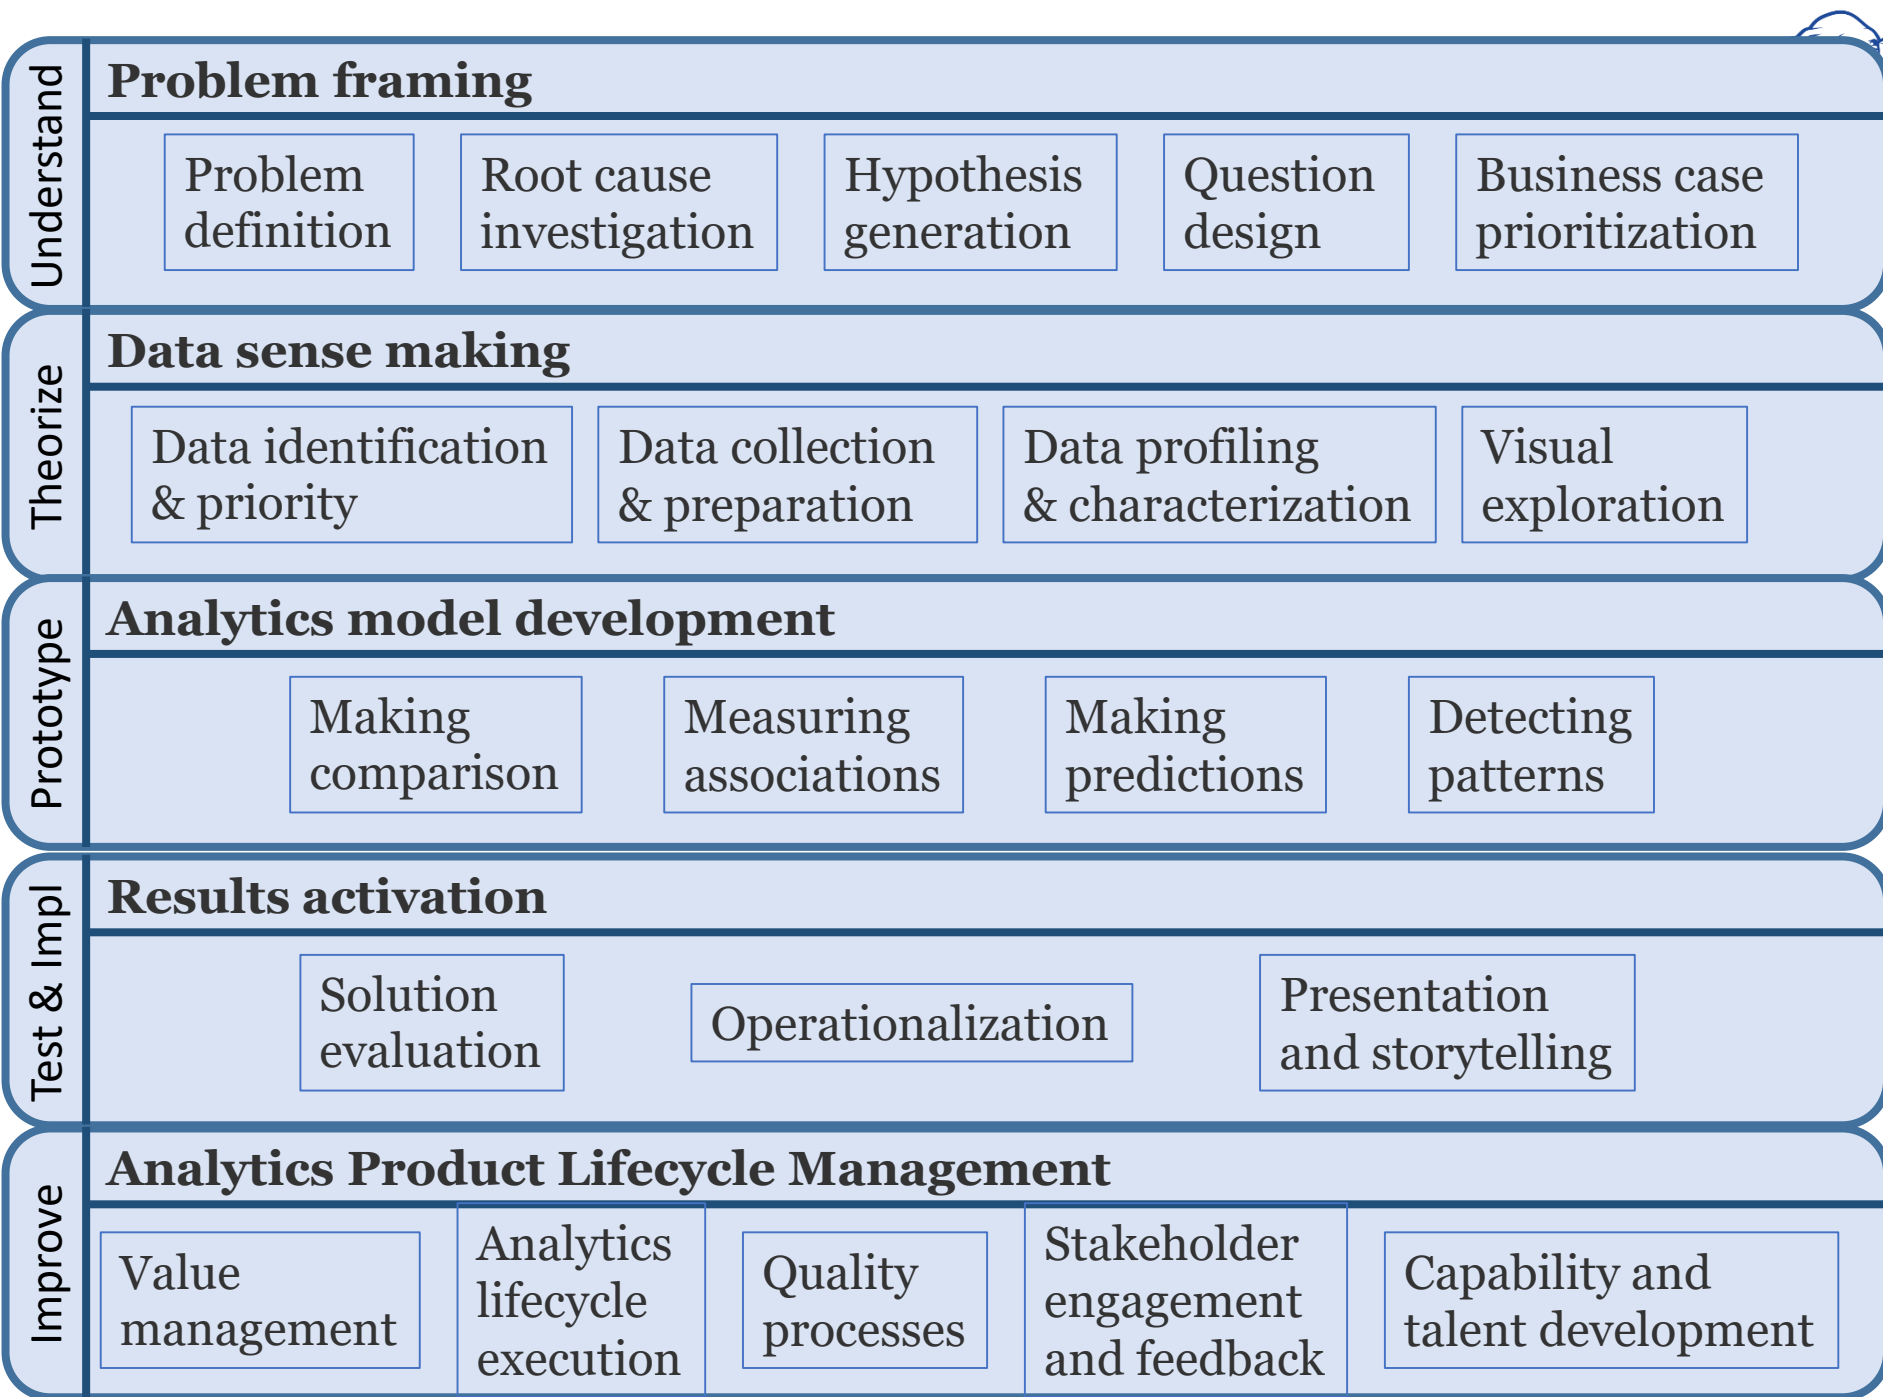 Understand
Problem framing
Problem
definition
Root cause
investigation
Hypothesis
generation
Question
design
Business case
prioritization
Theorize
Data sense making
Data identification
& priority
Data collection
& preparation
Data profiling
& characterization
Visual
exploration
Prototype
Analytics model development
Making
comparison
Measuring
associations
Making
predictions
Detecting
patterns
Test & Impl
Results activation
Solution
evaluation
Operationalization
Presentation
and storytelling
Improve
Analytics Product Lifecycle Management
Value
management
Analytics
lifecycle
execution
Quality
processes
Stakeholder
engagement
and feedback
Capability and
talent development